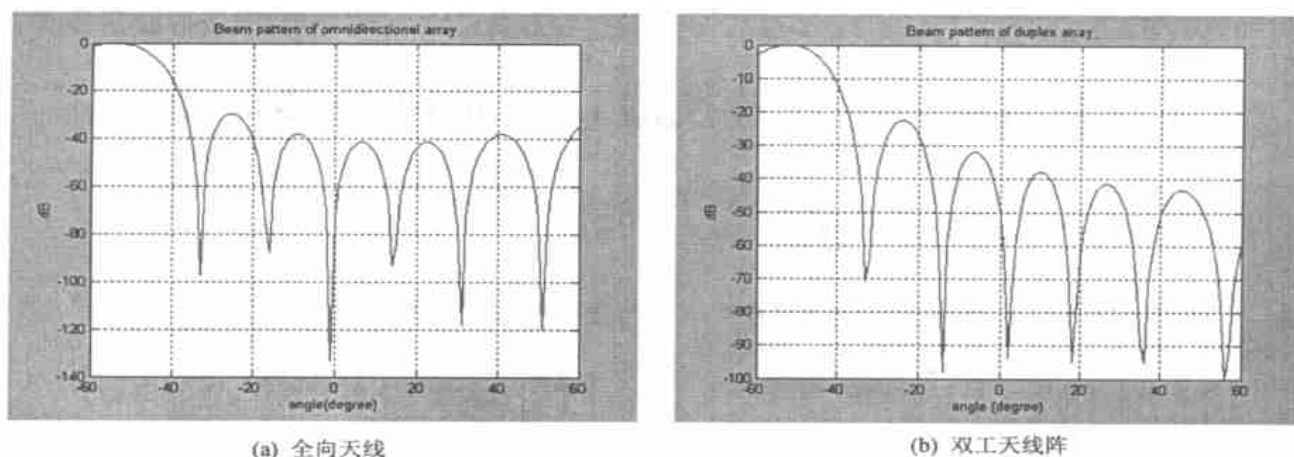 Beam pattern of omnidirectional array
0
-20
-40
-60
-80
-100
-120
-140
dB
-60 -40 -20 0 20 40 60
angle(degree)
(a) 全向天线
Beam pattern of duplex array
0
-10
-20
-30
-40
-50
-60
-70
-80
-90
-100
dB
-60 -40 -20 0 20 40 60
angle (degree)
(b) 双工天线阵